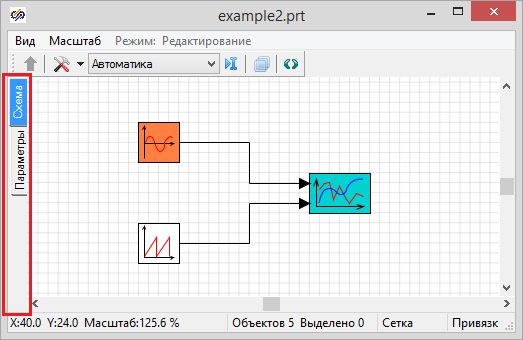 example2.prt
Вид Масштаб Режим: Редактирование
Автоматика
Схема
Параметры
X:40.0 Y:24.0 Масштаб:125.6 % Объектов 5 Выделено 0 Сетка Привязк